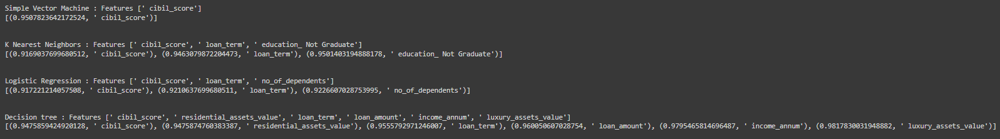 Simple Vector Machine : Features [' cibil_score']
[(0.9507823642172524, ' cibil_score')]
K Nearest Neighbors : Features [' cibil_score', ' loan_term', ' education_ Not Graduate']
[(0.9169037699680512, ' cibil_score'), (0.9463079872204473, ' loan_term'), (0.9501403194888178, ' education_ Not Graduate')]
Logistic Regression : Features [' cibil_score', ' loan_term', ' no_of_dependents']
[(0.917221214057508, ' cibil_score'), (0.9210637699680511, ' loan_term'), (0.9226607028753995, ' no_of_dependents')]
Decision tree : Features [' cibil_score', ' residential_assets_value', ' loan_term', ' loan_amount', ' income_annum', ' luxury_assets_value']
[(0.9475859424920128, ' cibil_score'), (0.9475874760383387, ' residential_assets_value'), (0.9555792971246007, ' loan_term'), (0.960050607028754, ' loan_amount'), (0.9795465814696487, ' income_annum'), (0.9817830031948882, ' luxury_assets_value')]